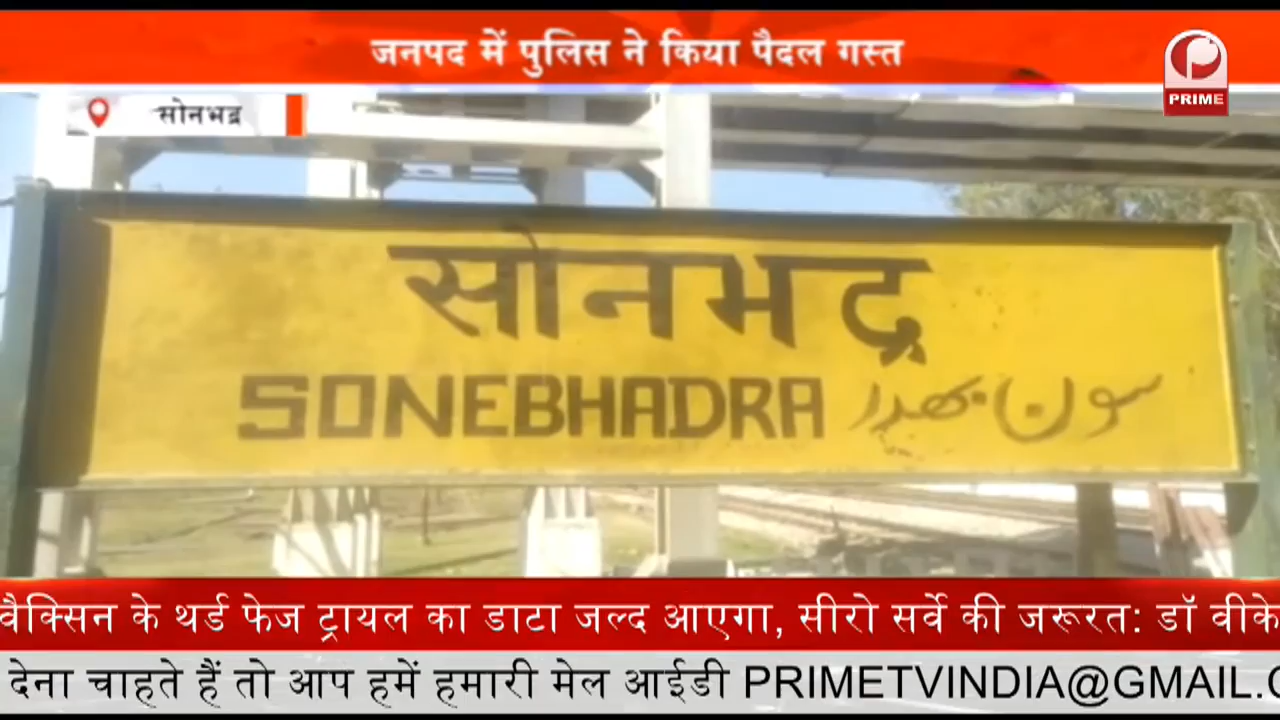 जनपद में पुलिस ने किया पैदल गस्त
PRIME
सोनभद्र
सोनभद्र
SONEBHADRA سون بھدرا
वैक्सिन के थर्ड फेज ट्रायल का डाटा जल्द आएगा, सीरो सर्वे की जरूरत: डॉ वीके
देना चाहते हैं तो आप हमें हमारी मेल आईडी PRIMETVINDIA@GMAIL.C